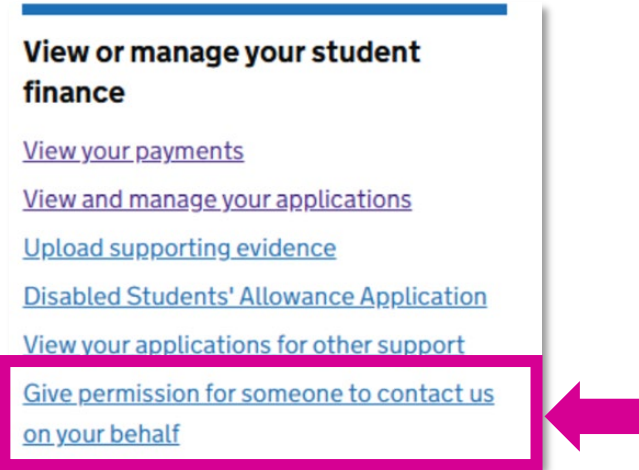 View or manage your student
finance
View your payments
View and manage your applications
Upload supporting evidence
Disabled Students' Allowance Application
View your applications for other support
Give permission for someone to contact us
on your behalf